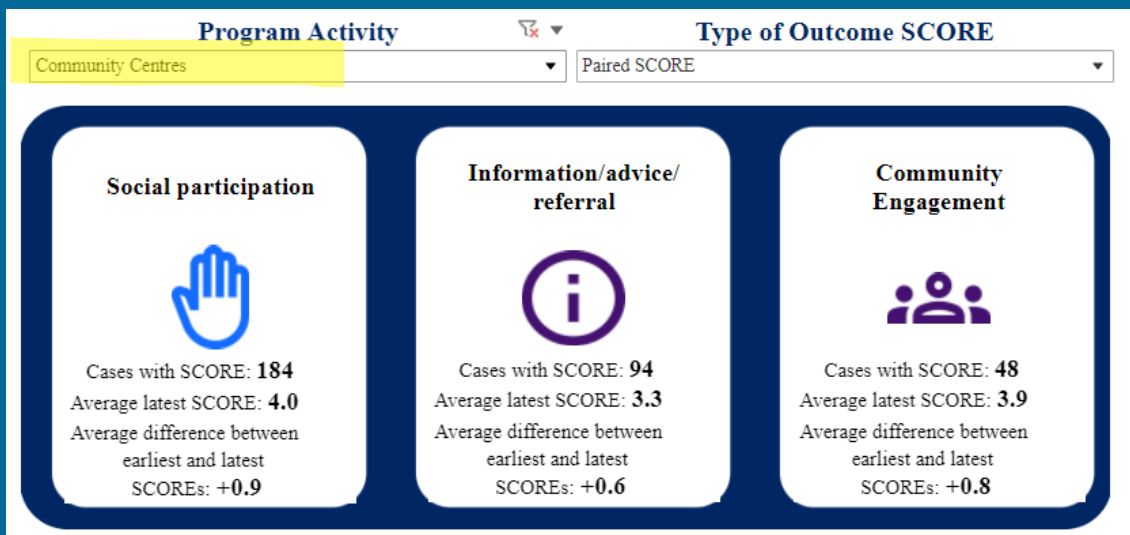 Program Activity
Type of Outcome SCORE
Community Centres
Paired SCORE
Social participation
Cases with SCORE: 184
Average latest SCORE: 4.0
Average difference between
earliest and latest
SCOREs: +0.9
Information/advice/
referral
i
Cases with SCORE: 94
Average latest SCORE: 3.3
Average difference between
earliest and latest
SCOREs: +0.6
Community
Engagement
Cases with SCORE: 48
Average latest SCORE: 3.9
Average difference between
earliest and latest
SCOREs: +0.8